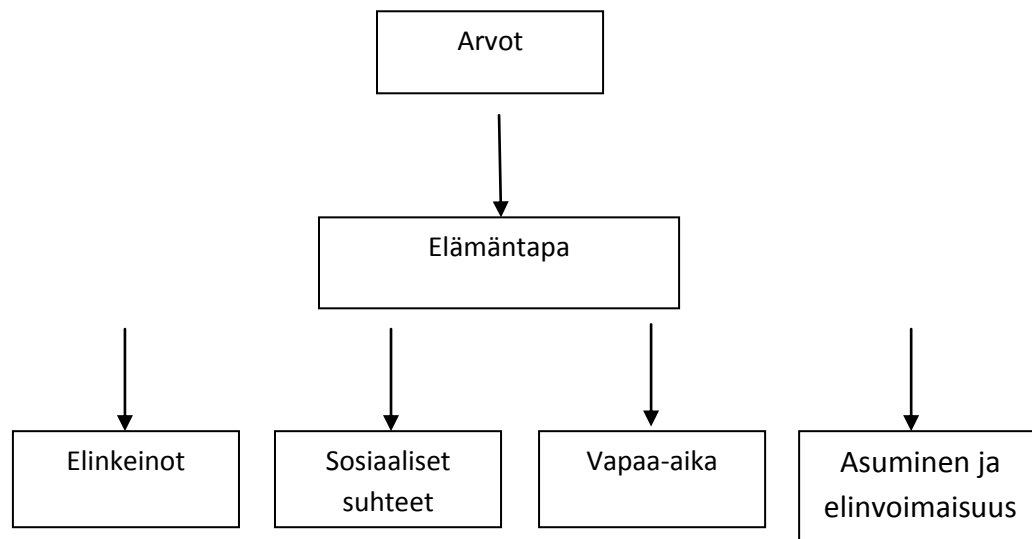 Arvot
Elämäntapa
Elinkeinot
Sosiaaliset
suhteet
Vapaa-aika
Asuminen ja
elinvoimaisuus